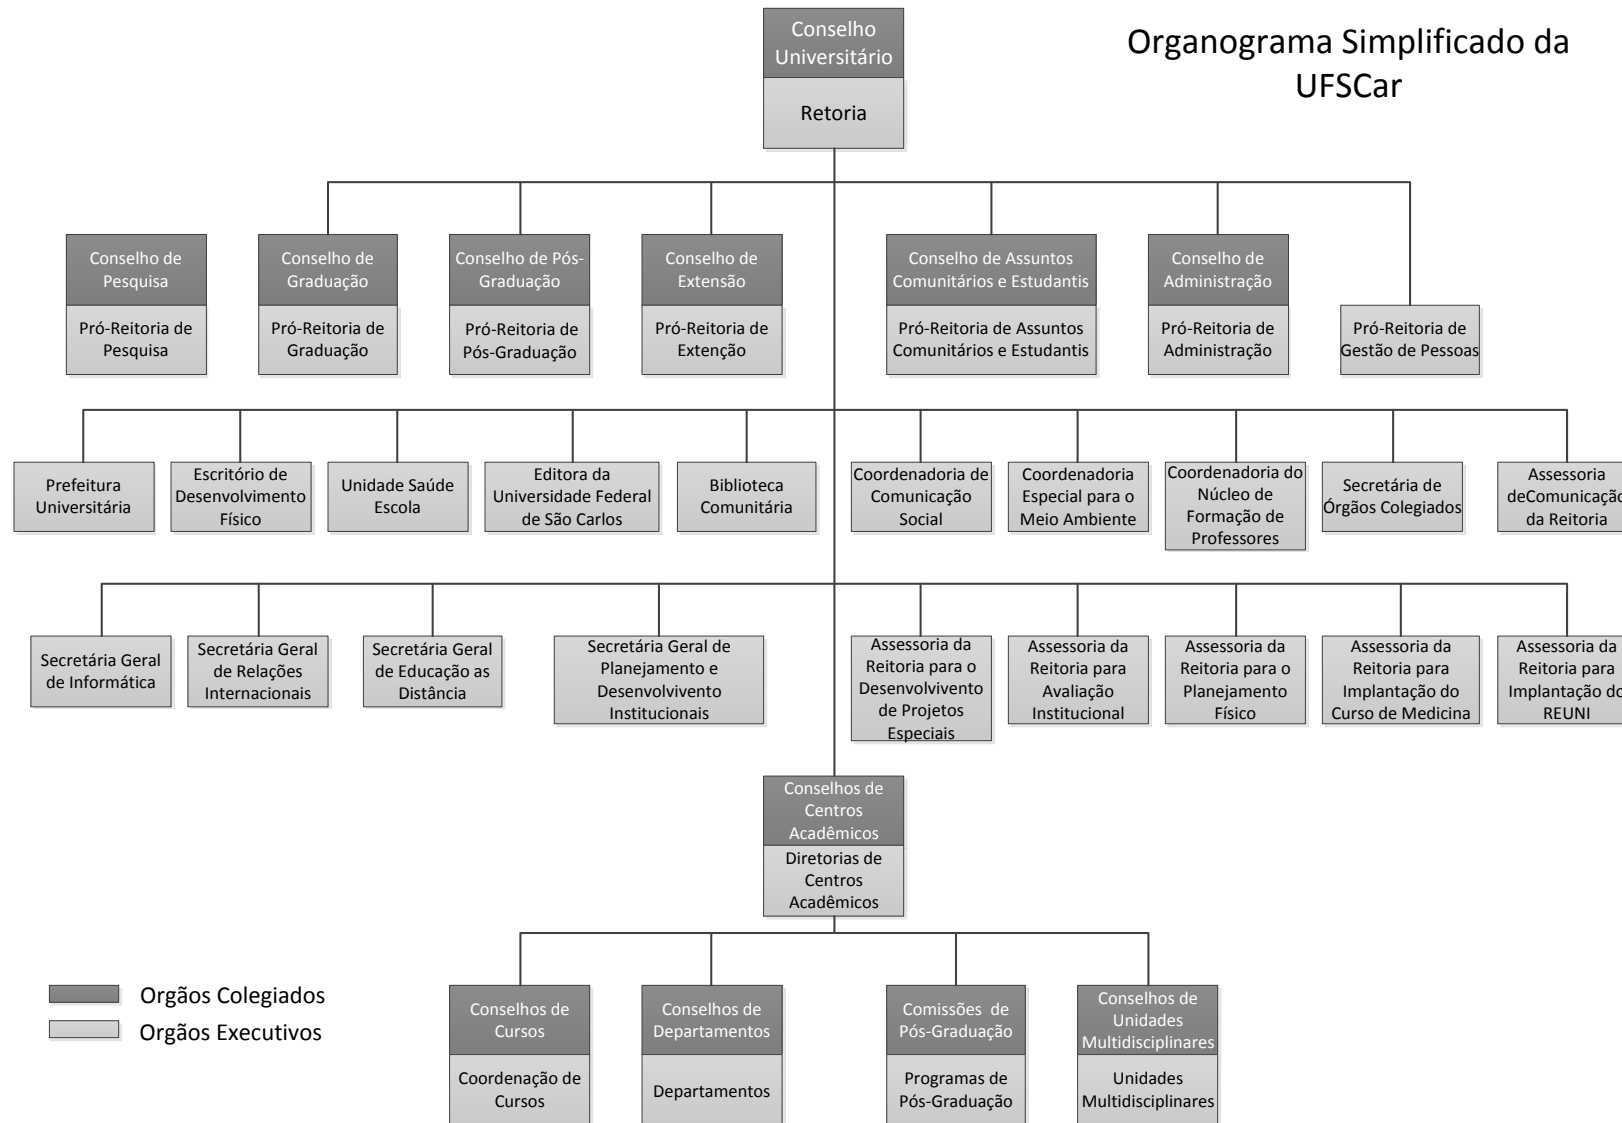 Conselho
Universitário
Retoria
Organograma Simplificado da
UFSCar
Conselho de
Pesquisa
Pró-Reitoria de
Pesquisa
Conselho de
Graduação
Pró-Reitoria de
Graduação
Conselho de Pós-
Graduação
Pró-Reitoria de
Pós-Graduação
Conselho de
Extensão
Pró-Reitoria de
Extenção
Conselho de Assuntos
Comunitários e Estudantis
Pró-Reitoria de Assuntos
Comunitários e Estudantis
Conselho de
Administração
Pró-Reitoria de
Administração
Pró-Reitoria de
Gestão de Pessoas
Prefeitura
Universitária
Escritório de
Desenvolvimento
Físico
Unidade Saúde
Escola
Editora da
Universidade Federal
de São Carlos
Biblioteca
Comunitária
Coordenadoria de
Comunicação
Social
Coordenadoria
Especial para o
Meio Ambiente
Coordenadoria do
Núcleo de
Formação de
Professores
Secretária de
Órgãos Colegiados
Assessoria
deComunicação
da Reitoria
Secretária Geral
de Informática
Secretária Geral
de Relações
Internacionais
Secretária Geral
de Educação as
Distância
Secretária Geral de
Planejamento e
Desenvolvivento
Institucionais
Assessoria da
Reitoria para o
Desenvolvivento
de Projetos
Especiais
Assessoria da
Reitoria para
Avaliação
Institucional
Assessoria da
Reitoria para o
Planejamento
Físico
Assessoria da
Reitoria para
Implantação do
Curso de Medicina
Assessoria da
Reitoria para
Implantação do
REUNI
Conselhos de
Centros
Acadêmicos
Diretorias de
Centros
Acadêmicos
Orgãos Colegiados
Orgãos Executivos
Conselhos de
Cursos
Coordenação de
Cursos
Conselhos de
Departamentos
Departamentos
Comissões de
Pós-Graduação
Programas de
Pós-Graduação
Conselhos de
Unidades
Multidisciplinares
Unidades
Multidisciplinares